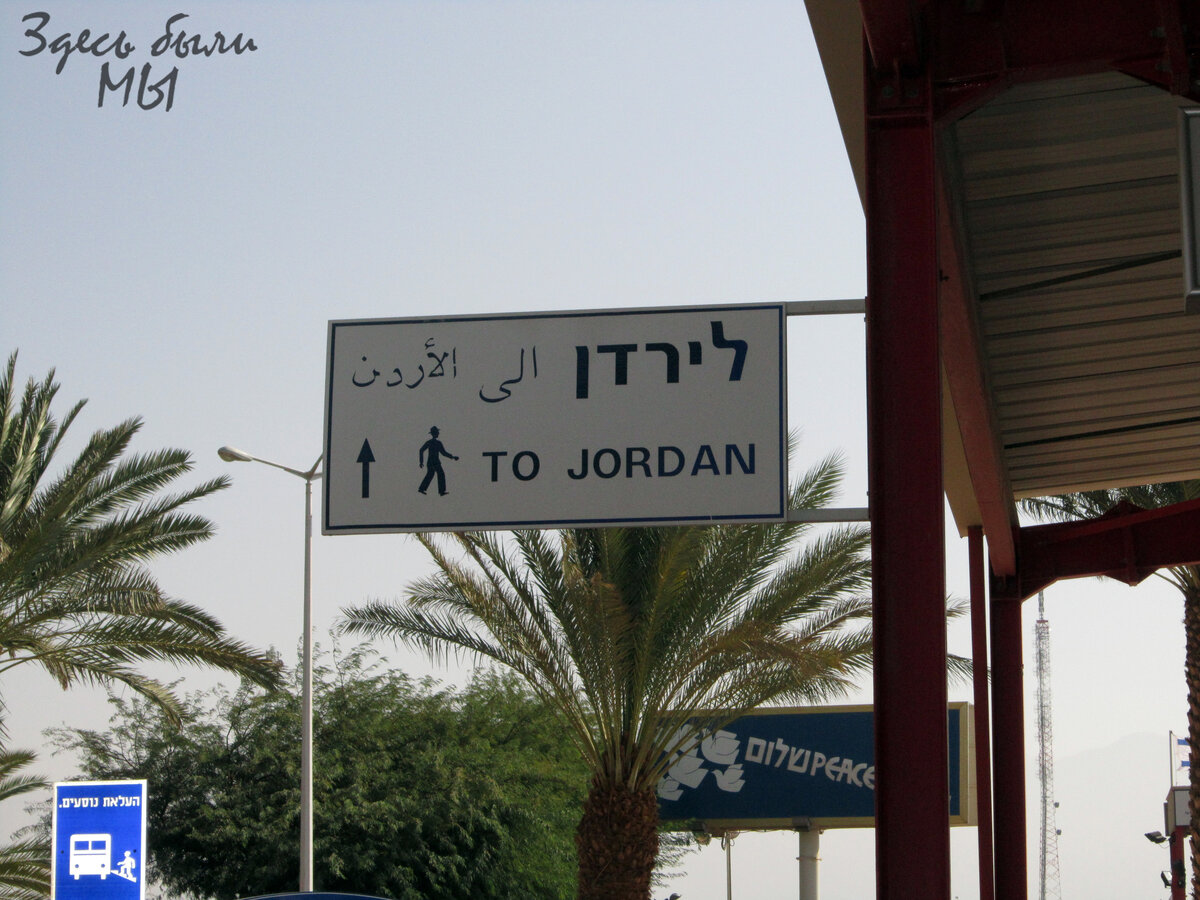 Здесь были
МЫ
לירדן
الى الأردن
TO JORDAN
שלום PEACE
העלאת נוסעים.